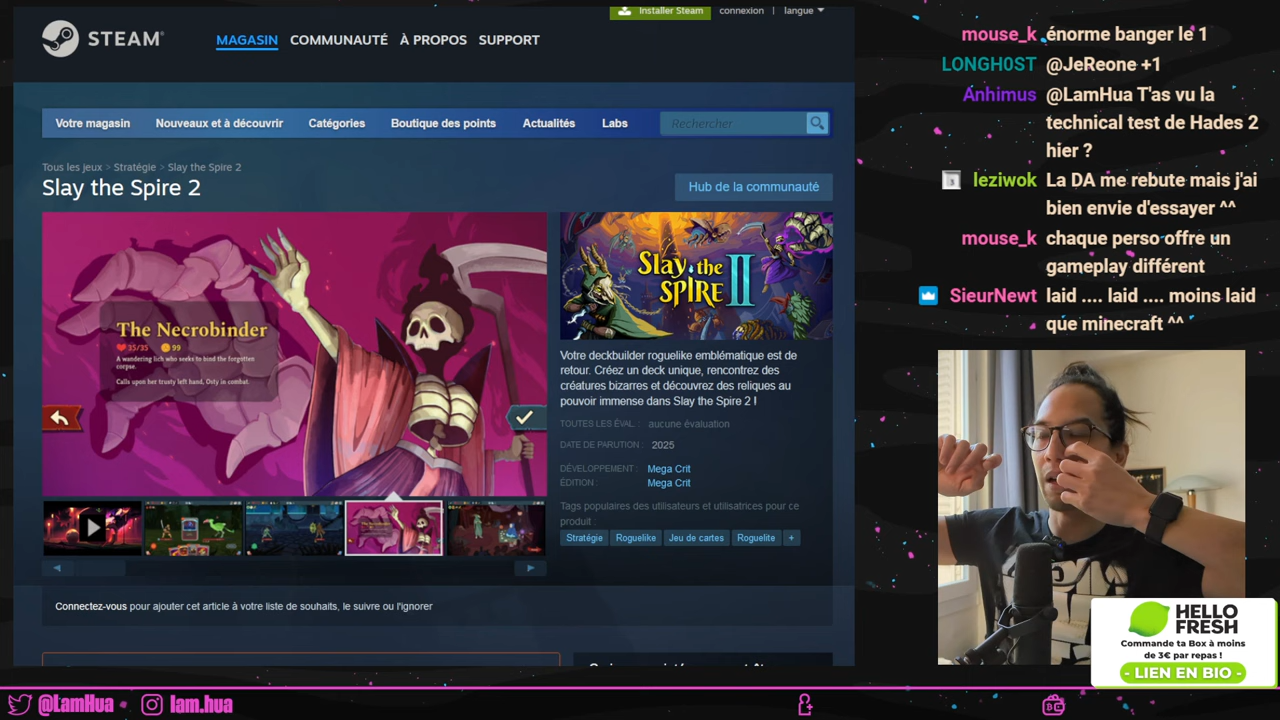 Installer Steam
connexion
langue
STEAM
MAGASIN
COMMUNAUTÉ
À PROPOS
SUPPORT
Votre magasin
Nouveaux et à découvrir
Catégories
Boutique des points
Actualités
Labs
Rechercher
Tous les jeux > Stratégie > Slay the Spire 2
Slay the Spire 2
Hub de la communauté
The Necrobinder
35/35 99
A wandering lich who seeks to bind the forgotten
corpse.
Calls upon her trusty left hand, Osty in combat.
Slay the
SPIRE II
Votre deckbuilder roguelike emblématique est de
retour. Créez un deck unique, rencontrez des
créatures bizarres et découvrez des reliques au
pouvoir immense dans Slay the Spire 2 !
TOUTES LES ÉVAL. : aucune évaluation
DATE DE PARUTION : 2025
DÉVELOPPEMENT : Mega Crit
ÉDITION : Mega Crit
Tags populaires des utilisateurs et utilisatrices pour ce
produit :
Stratégie
Roguelike
Jeu de cartes
Roguelite
+
Connectez-vous pour ajouter cet article à votre liste de souhaits, le suivre ou l'ignorer
mouse_k énorme banger le 1
LONGH0ST @JeReone +1
Anhimus @LamHua T'as vu la
technical test de Hades 2
hier ?
leziwok La DA me rebute mais j'ai
bien envie d'essayer ^^
mouse_k chaque perso offre un
gameplay différent
SieurNewt laid .... laid .... moins laid
que minecraft ^^
HELLO
FRESH
Commande ta Box à moins
de 3€ par repas !
- LIEN EN BIO -
@LamHua
lam.hua